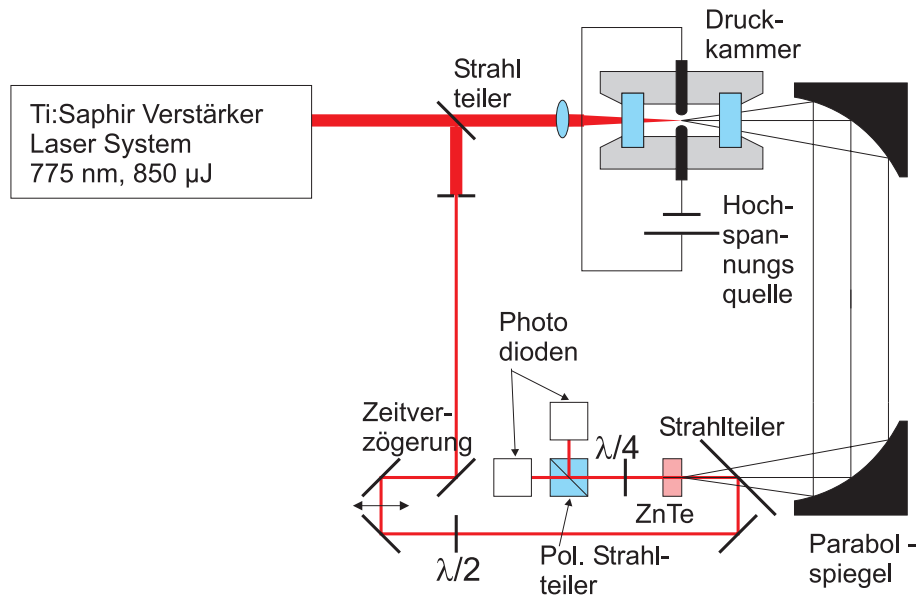 Ti:Saphir Verstärker
Laser System
775 nm, 850 µJ
Strahl
teiler
Druck-
kammer
Hoch-
span-
nungs
quelle
Photo
dioden
Zeitver-
zögerung
λ/4
Strahlteiler
ZnTe
λ/2
Pol. Strahl-
teiler
Parabol -
spiegel